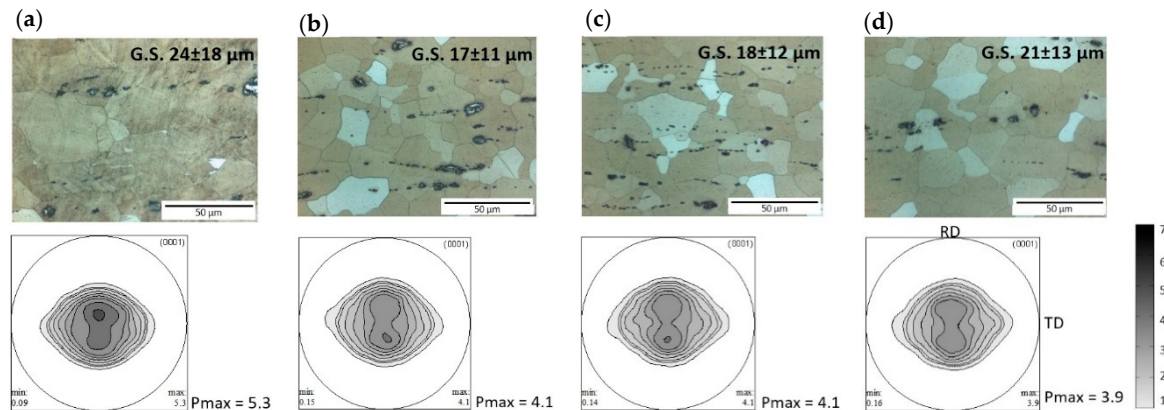 (a)
(b)
(c)
(d)
G.S. 24±18 µm
G.S. 17±11 µm
G.S. 18±12 µm
G.S. 21±13 µm
50 µm
50 µm
50 µm
50 µm
(0001)
(0001)
(0001)
RD
(0001)
TD
min:
0.09
max:
5.3
Pmax = 5.3
min:
0.15
max:
4.1
Pmax = 4.1
min:
0.14
max:
4.1
Pmax = 4.1
min:
0.16
max:
3.9
Pmax = 3.9
7
6
5
4
3
2
1